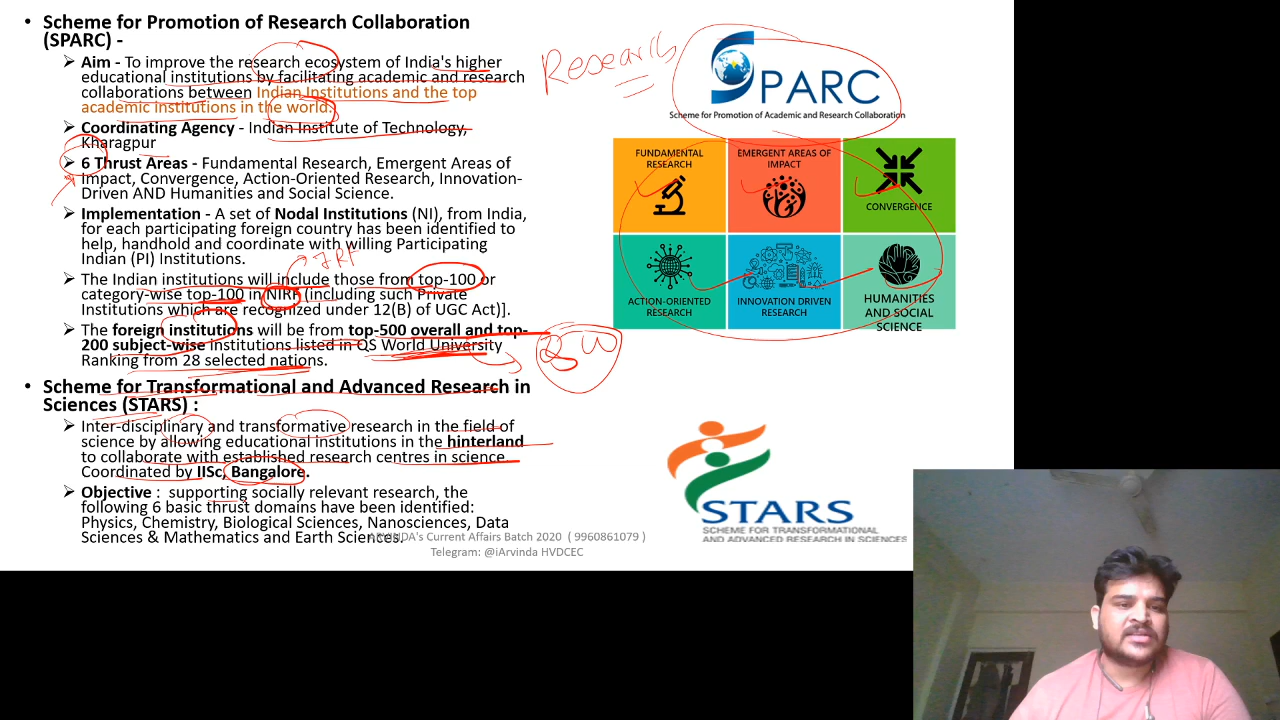 Scheme for Promotion of Research Collaboration
(SPARC) -
Aim - To improve the research ecosystem of India's higher
educational institutions by facilitating academic and research
collaborations between Indian Institutions and the top
academic institutions in the world.
Coordinating Agency - Indian Institute of Technology,
Kharagpur
6 Thrust Areas - Fundamental Research, Emergent Areas of
Impact, Convergence, Action-Oriented Research, Innovation-
Driven AND Humanities and Social Science.
Implementation - A set of Nodal Institutions (NI), from India,
for each participating foreign country has been identified to
help, handhold and coordinate with willing Participating
Indian (PI) Institutions.
The Indian institutions will include those from top-100 or
category-wise top-100 in NIRF (including such Private
Institutions which are recognized under 12(B) of UGC Act)].
The foreign institutions will be from top-500 overall and top-
200 subject-wise institutions listed in QS World University
Ranking from 28 selected nations.
Scheme for Transformational and Advanced Research in
Sciences (STARS) :
Inter-disciplinary and transformative research in the field of
science by allowing educational institutions in the hinterland
to collaborate with established research centres in science.
Coordinated by IISc, Bangalore.
Objective : supporting socially relevant research, the
following 6 basic thrust domains have been identified:
Physics, Chemistry, Biological Sciences, Nanosciences, Data
Sciences & Mathematics and Earth Sciences.
ARVINDA's Current Affairs Batch 2020 ( 9960861079 )
Telegram: @iArvinda HVDCEC
Research
SPARC
Scheme for Promotion of Academic and Research Collaboration
FUNDAMENTAL
RESEARCH
EMERGENT AREAS OF
IMPACT
CONVERGENCE
ACTION-ORIENTED
RESEARCH
INNOVATION DRIVEN
RESEARCH
HUMANITIES
AND SOCIAL
SCIENCE
STARS
SCHEME FOR TRANSFORMATIONAL
AND ADVANCED RESEARCH IN SCIENCES